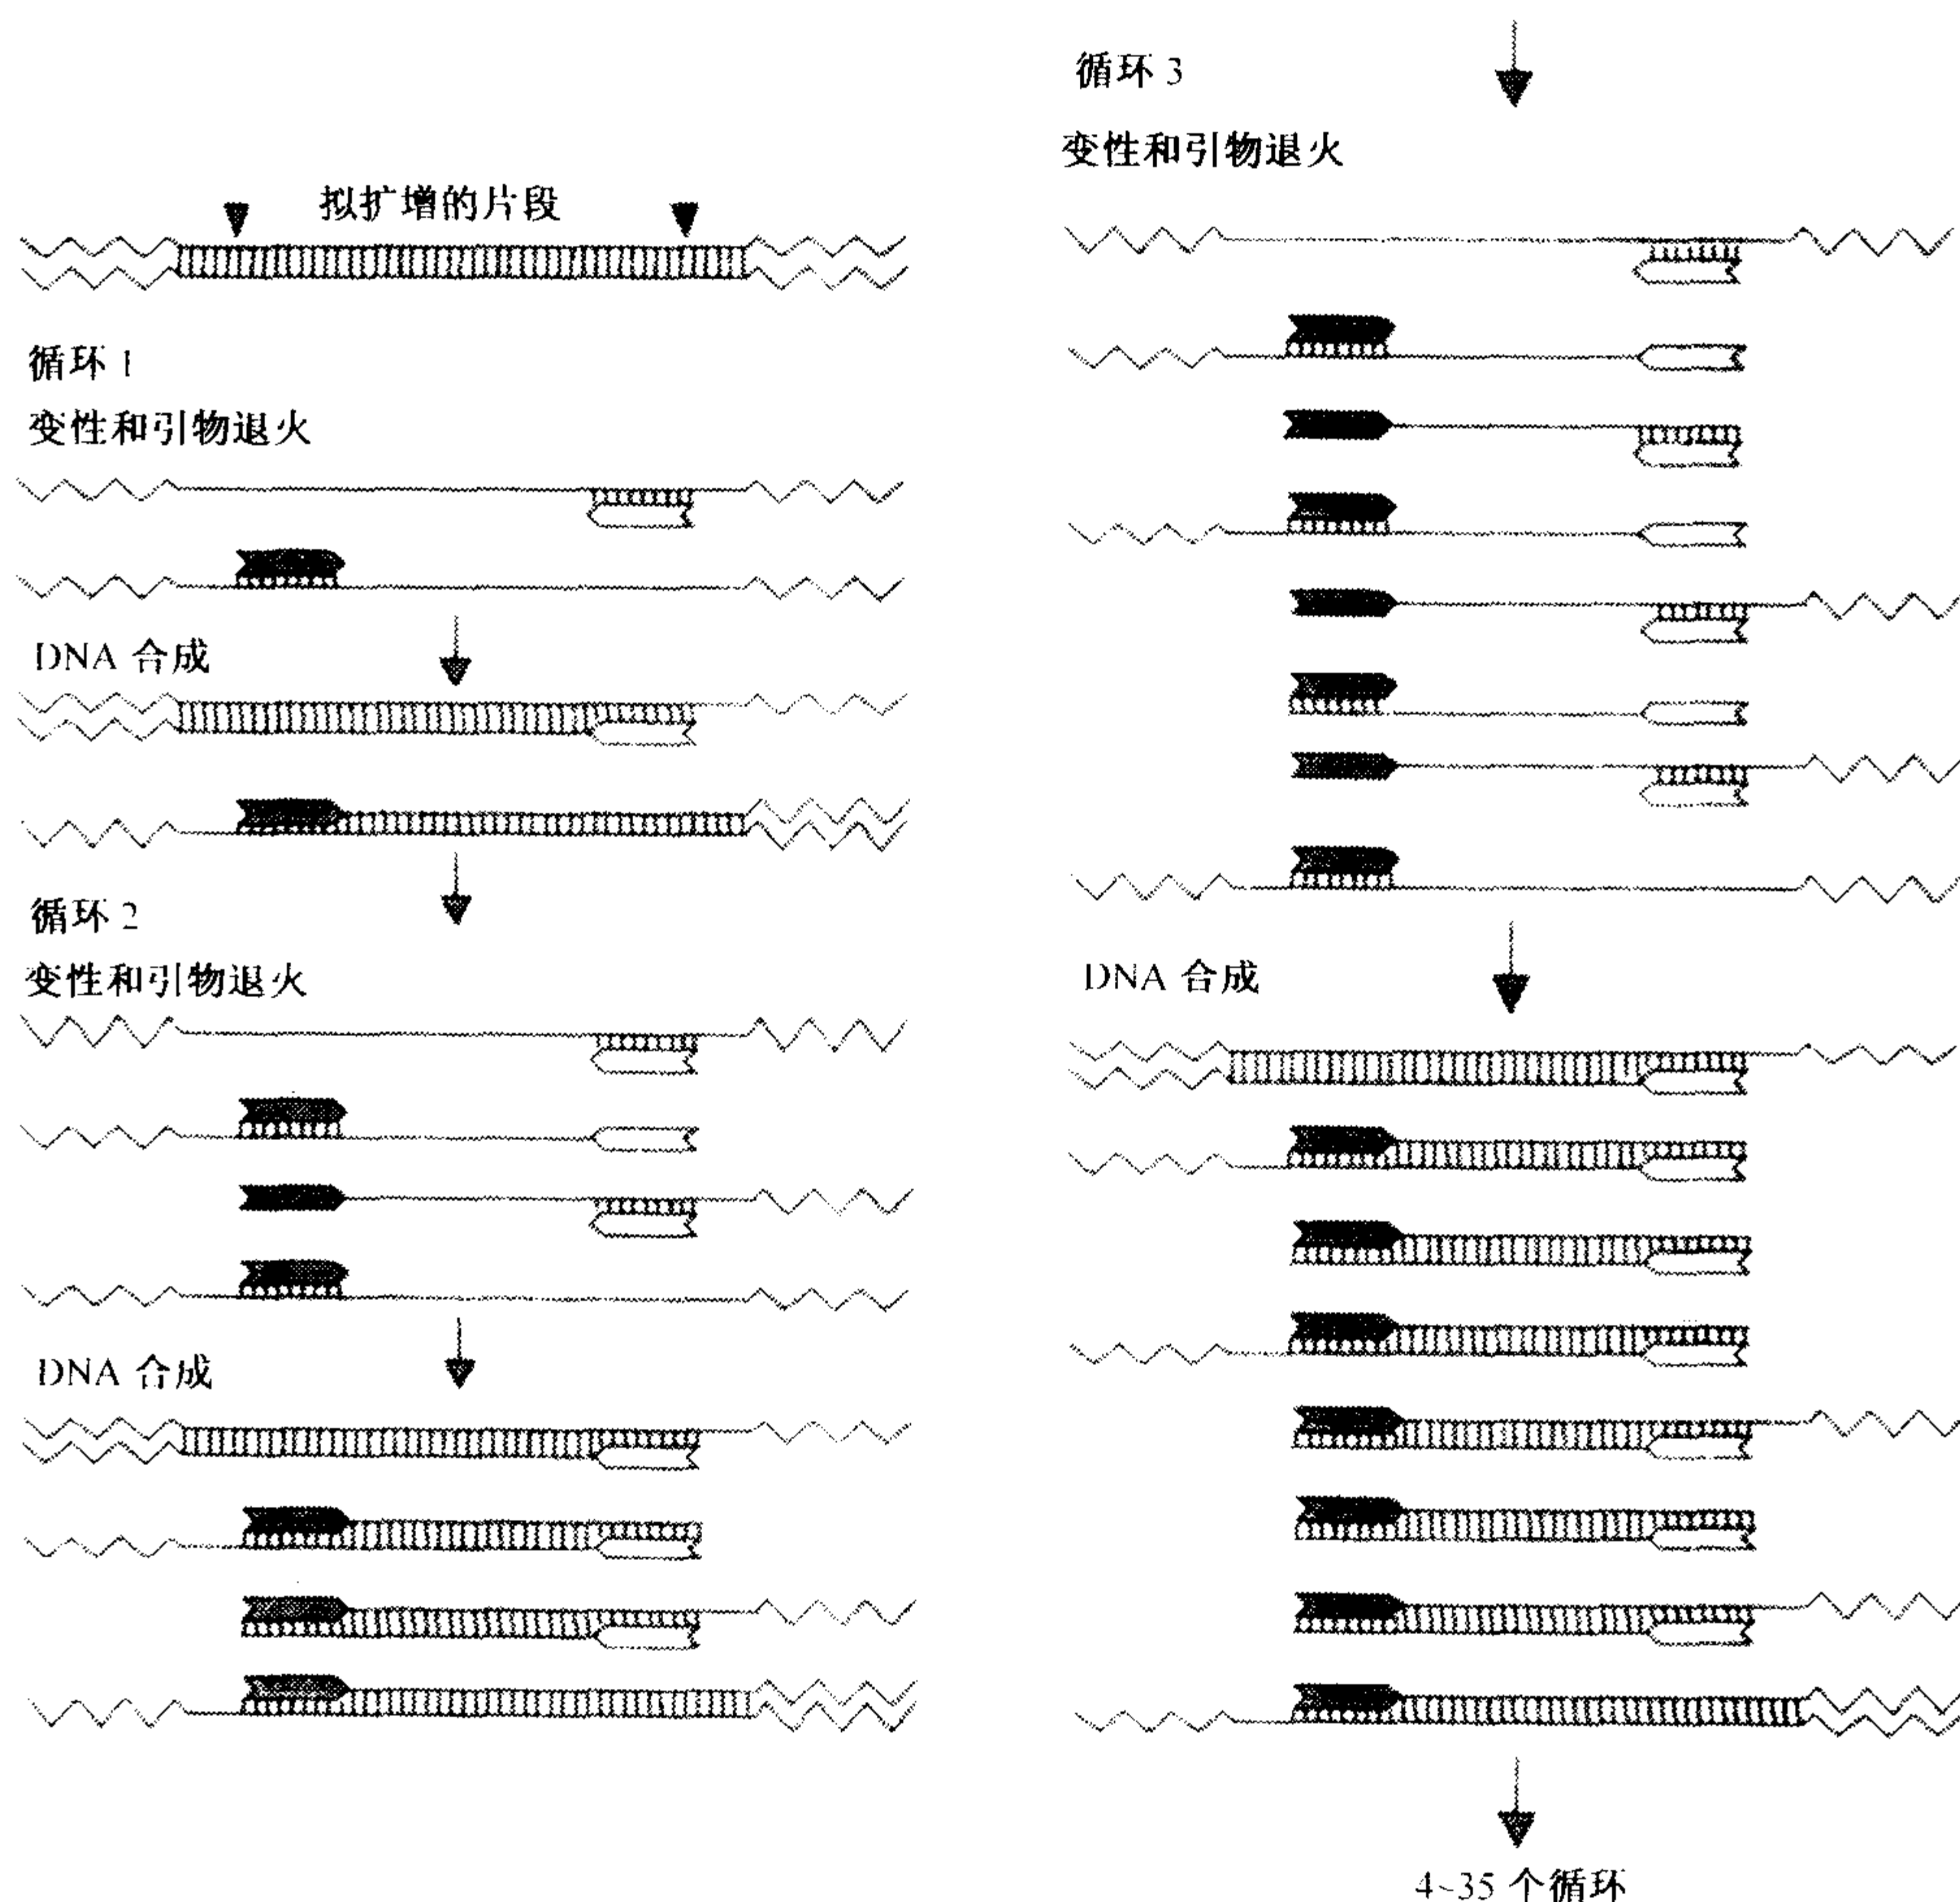 拟扩增的片段
循环 1
变性和引物退火
DNA 合成
循环 2
变性和引物退火
DNA 合成
循环 3
变性和引物退火
DNA 合成
4~35 个循环